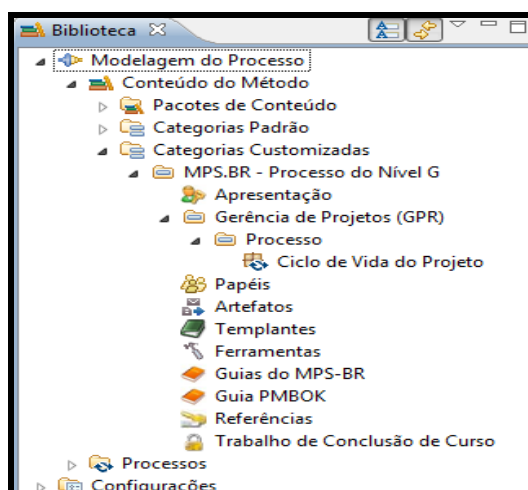 Biblioteca
Modelagem do Processo
Conteúdo do Método
Pacotes de Conteúdo
Categorias Padrão
Categorias Customizadas
MPS.BR - Processo do Nível G
Apresentação
Gerência de Projetos (GPR)
Processo
Ciclo de Vida do Projeto
Papéis
Artefatos
Templantes
Ferramentas
Guias do MPS-BR
Guia PMBOK
Referências
Trabalho de Conclusão de Curso
Processos
Configurações